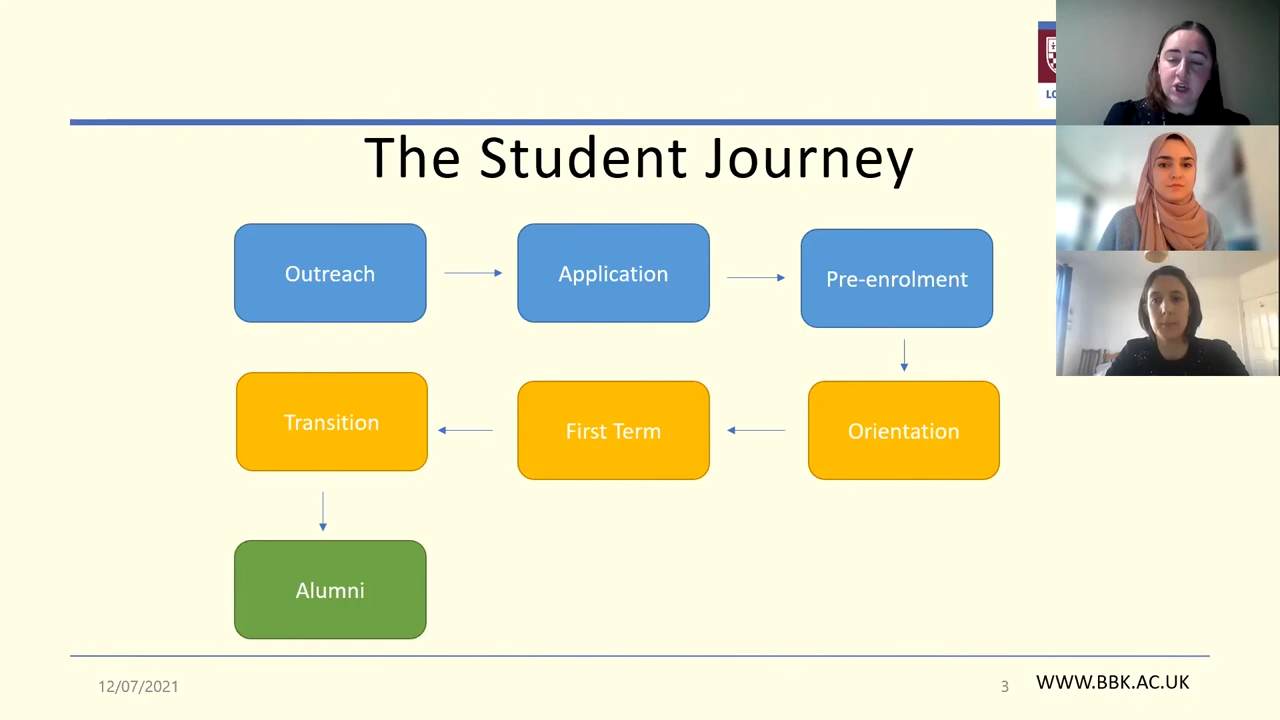 The Student Journey
Outreach
Application
Pre-enrolment
Transition
First Term
Orientation
Alumni
12/07/2021
3
WWW.BBK.AC.UK